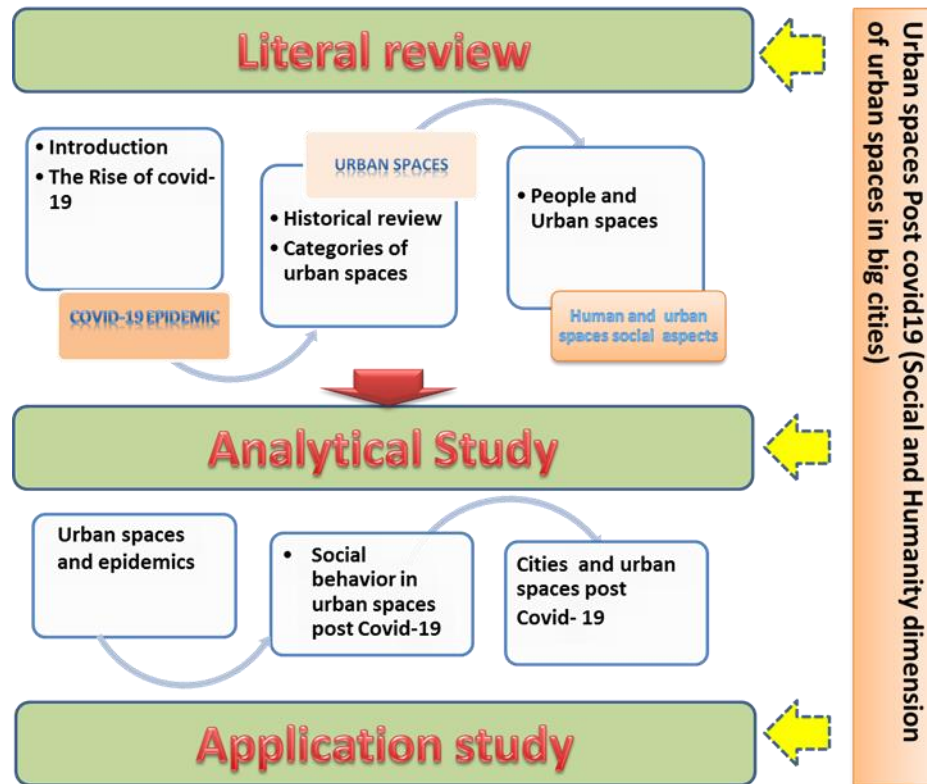 Literal review
• Introduction
• The Rise of covid-
19
COVID-19 EPIDEMIC
URBAN SPACES
• Historical review
• Categories of
urban spaces
• People and
Urban spaces
Human and urban
spaces social aspects
Analytical Study
Urban spaces
and epidemics
• Social
behavior in
urban spaces
post Covid-19
Cities and urban
spaces post
Covid- 19
Application study
Urban spaces Post covid19 (Social and Humanity dimension
of urban spaces in big cities)